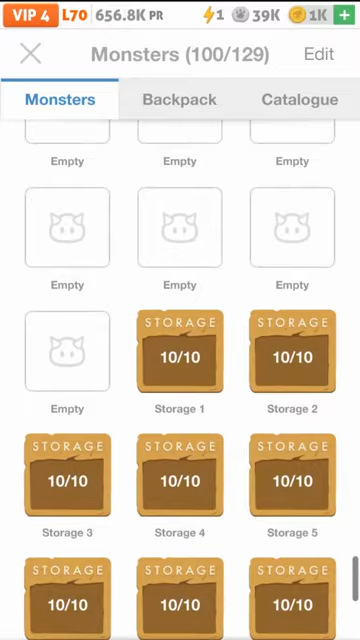 VIP 4 L70 656.8K PR 1 39K 1K +
Monsters (100/129) Edit
Monsters Backpack Catalogue
Empty Empty Empty
Empty Empty Empty
STORAGE STORAGE
10/10 10/10
Empty Storage 1 Storage 2
STORAGE STORAGE STORAGE
10/10 10/10 10/10
Storage 3 Storage 4 Storage 5
STORAGE STORAGE STORAGE
10/10 10/10 10/10